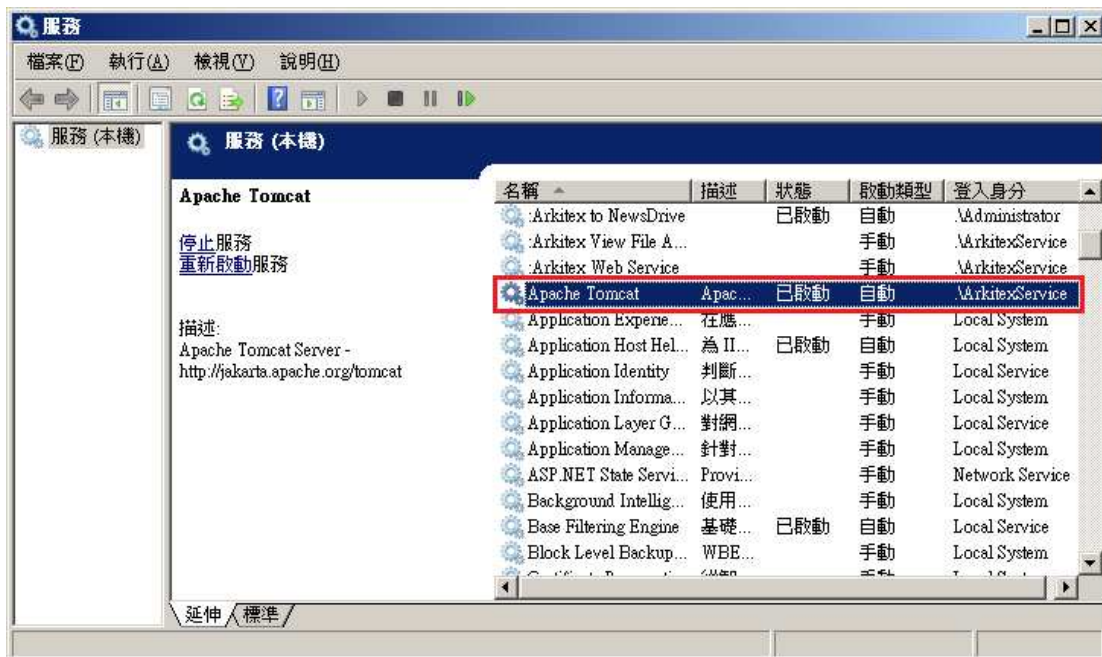 服務
檔案(F) 執行(A) 檢視(V) 說明(H)
服務 (本機)
服務 (本機)
Apache Tomcat
停止服務
重新啟動服務
描述:
Apache Tomcat Server -
http://jakarta.apache.org/tomcat
名稱 描述 狀態 啟動類型 登入身分
:Arkitex to NewsDrive 已啟動 自動 .\Administrator
:Arkitex View File A... 手動 .\ArkitexService
:Arkitex Web Service 手動 .\ArkitexService
Apache Tomcat Apac... 已啟動 自動 .\ArkitexService
Application Experie... 在應... 手動 Local System
Application Host Hel... 為 II... 已啟動 自動 Local System
Application Identity 判斷... 手動 Local Service
Application Informa... 以其... 手動 Local System
Application Layer G... 對網... 手動 Local Service
Application Manage... 針對... 手動 Local System
ASP.NET State Servi... Provi... 手動 Network Service
Background Intellig... 使用... 手動 Local System
Base Filtering Engine 基礎... 已啟動 自動 Local Service
Block Level Backup... WBE... 手動 Local System
延伸 標準